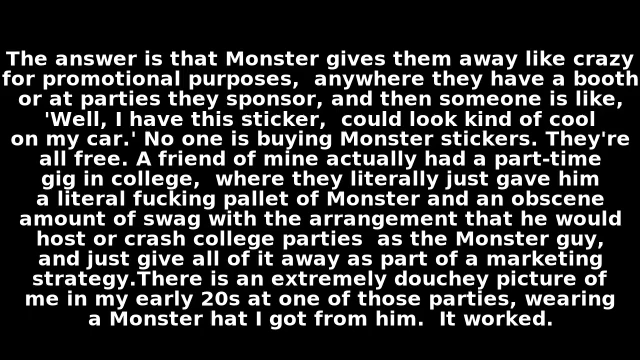 The answer is that Monster gives them away like crazy
for promotional purposes,  anywhere they have a booth
or at parties they sponsor, and then someone is like,
'Well, I have this sticker,  could look kind of cool
on my car.' No one is buying Monster stickers. They're
all free. A friend of mine actually had a part-time
gig in college,  where they literally just gave him
a literal fucking pallet of Monster and an obscene
amount of swag with the arrangement that he would
host or crash college parties  as the Monster guy,
and just give all of it away as part of a marketing
strategy.There is an extremely douchey picture of
me in my early 20s at one of those parties, wearing
a Monster hat I got from him.  It worked.